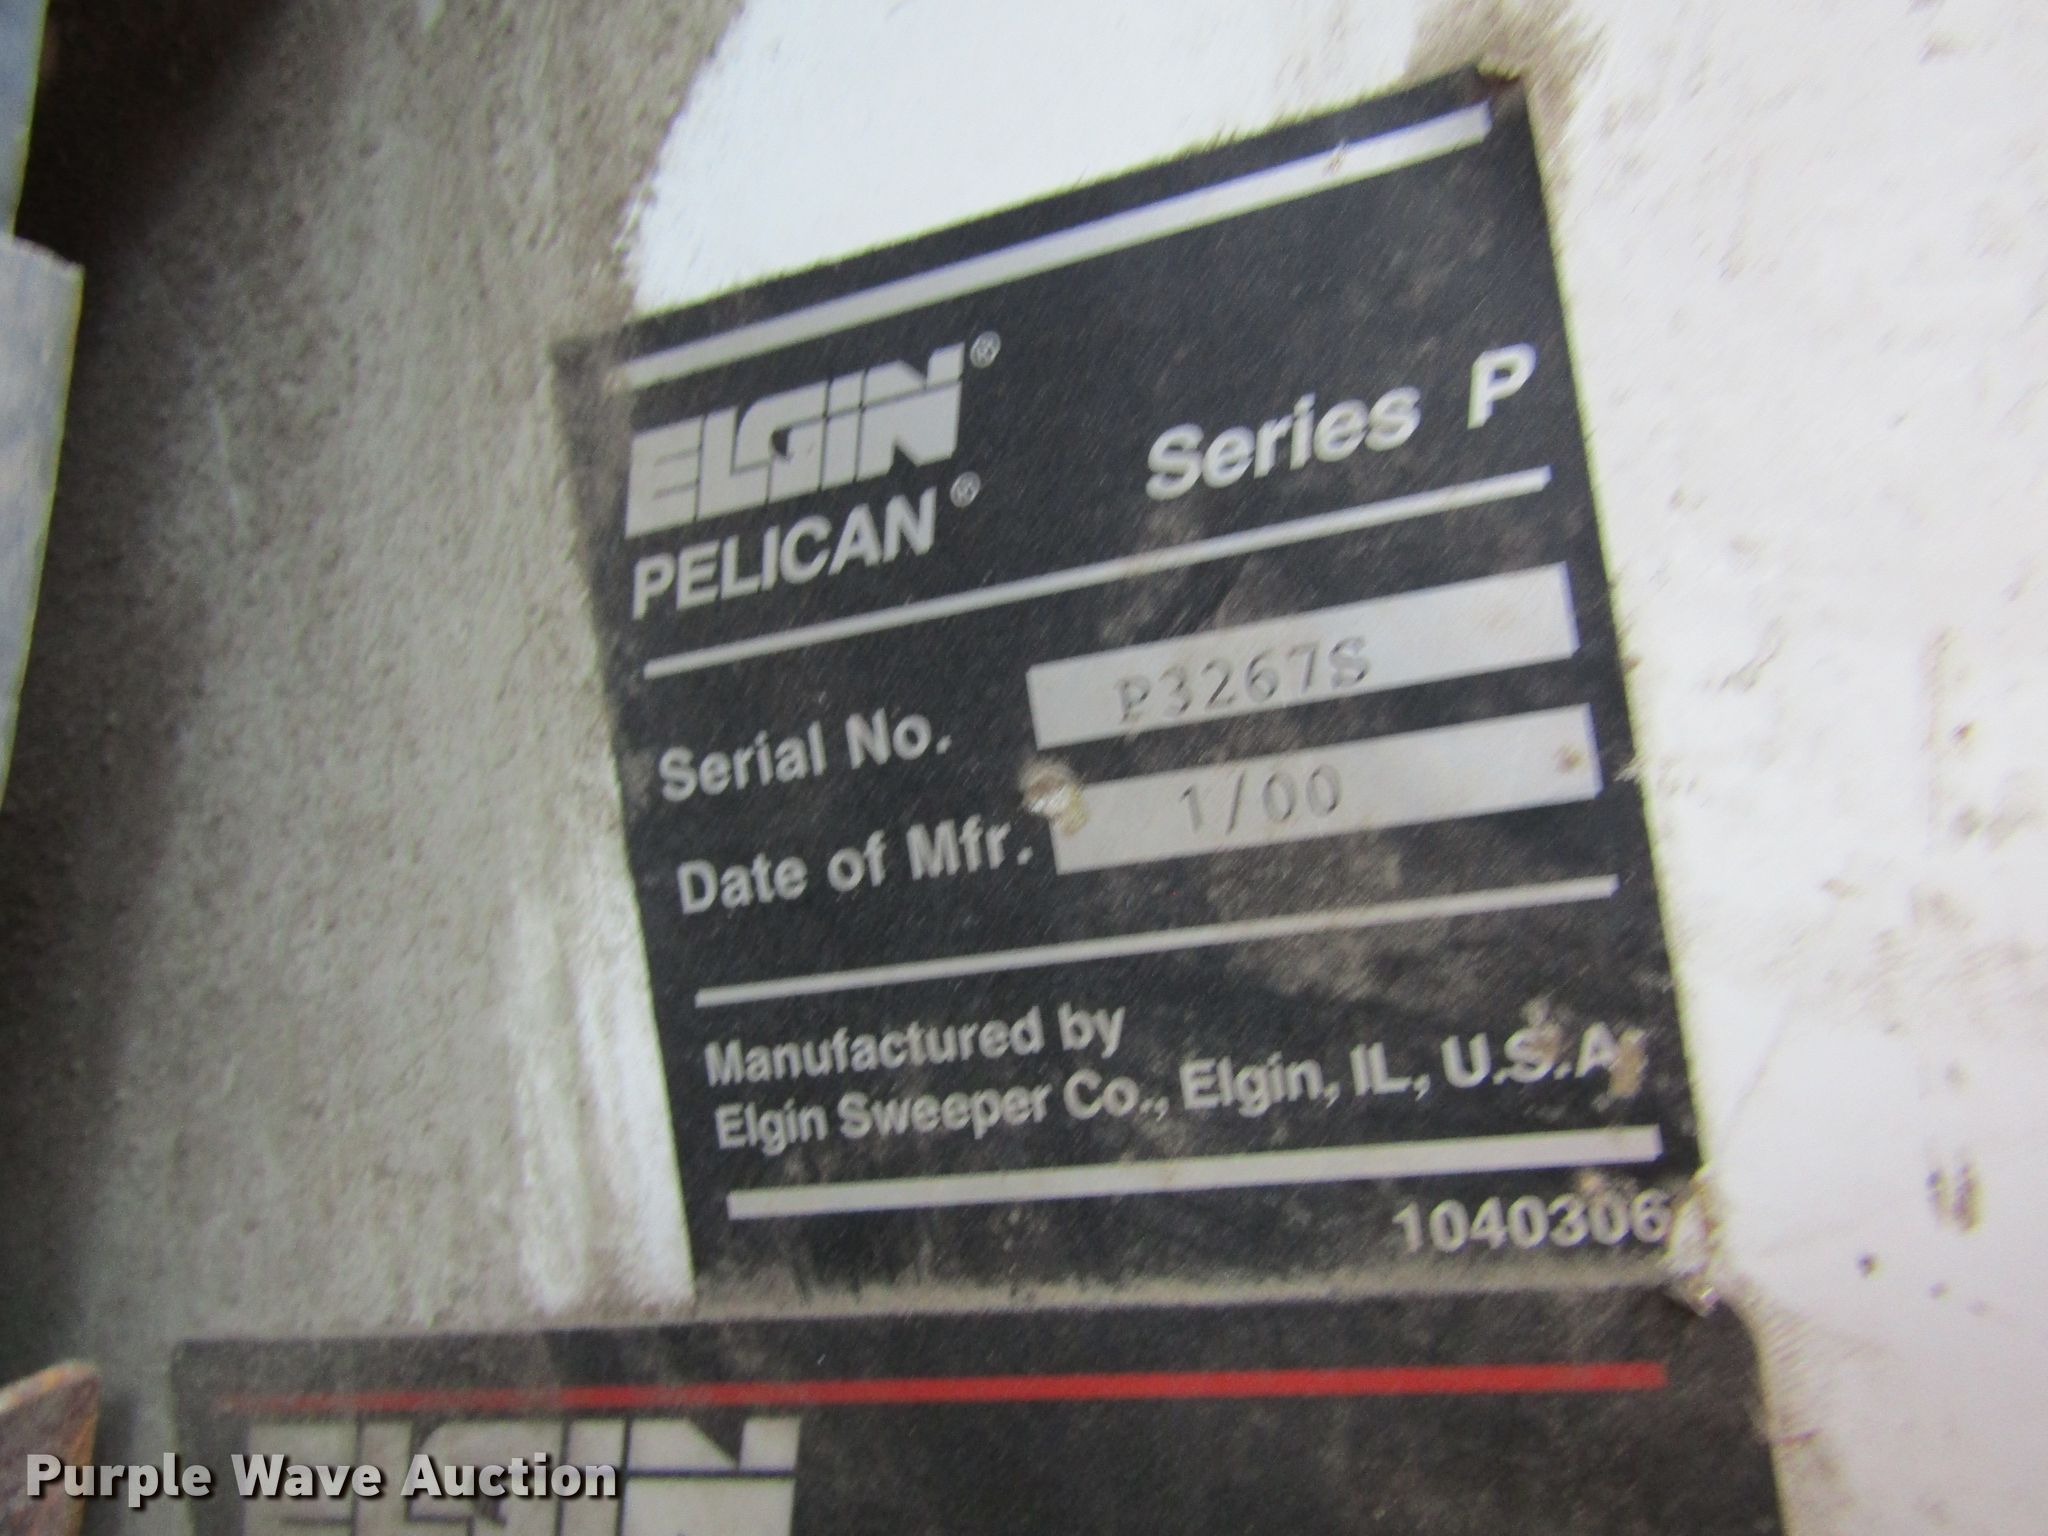 ELGIN®
PELICAN® Series P
Serial No. P3267S
Date of Mfr. 1/00
Manufactured by
Elgin Sweeper Co., Elgin, IL, U.S.A.
1040306
ELGIN
Purple Wave Auction